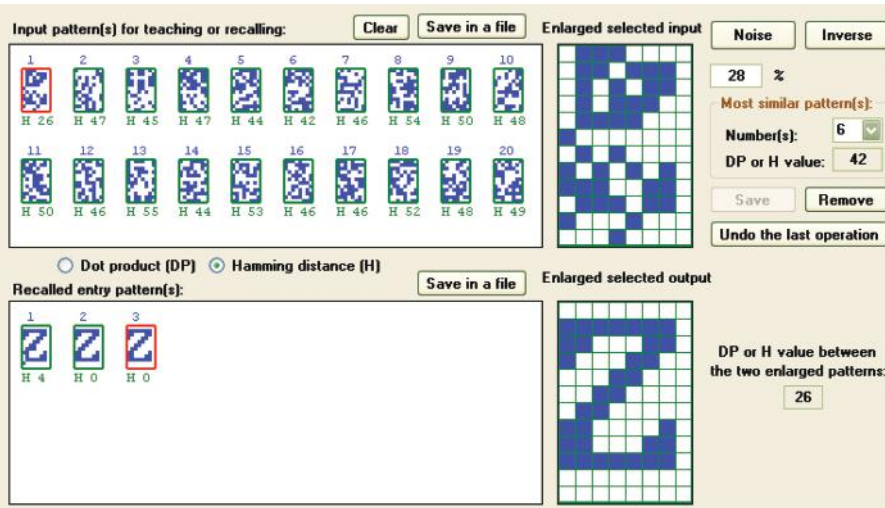 Input pattern(s) for teaching or recalling:
Clear
Save in a file
Enlarged selected input
Noise
Inverse
28 %
Most similar pattern(s):
Number(s): 6
DP or H value: 42
Save
Remove
Undo the last operation
1 2 3 4 5 6 7 8 9 10
H 26 H 47 H 45 H 47 H 44 H 42 H 46 H 54 H 50 H 48
11 12 13 14 15 16 17 18 19 20
H 50 H 46 H 55 H 44 H 53 H 46 H 46 H 52 H 48 H 49
Dot product (DP) Hamming distance (H)
Recalled entry pattern(s):
Save in a file
Enlarged selected output
1 2 3
H 4 H 0 H 0
DP or H value between
the two enlarged patterns:
26